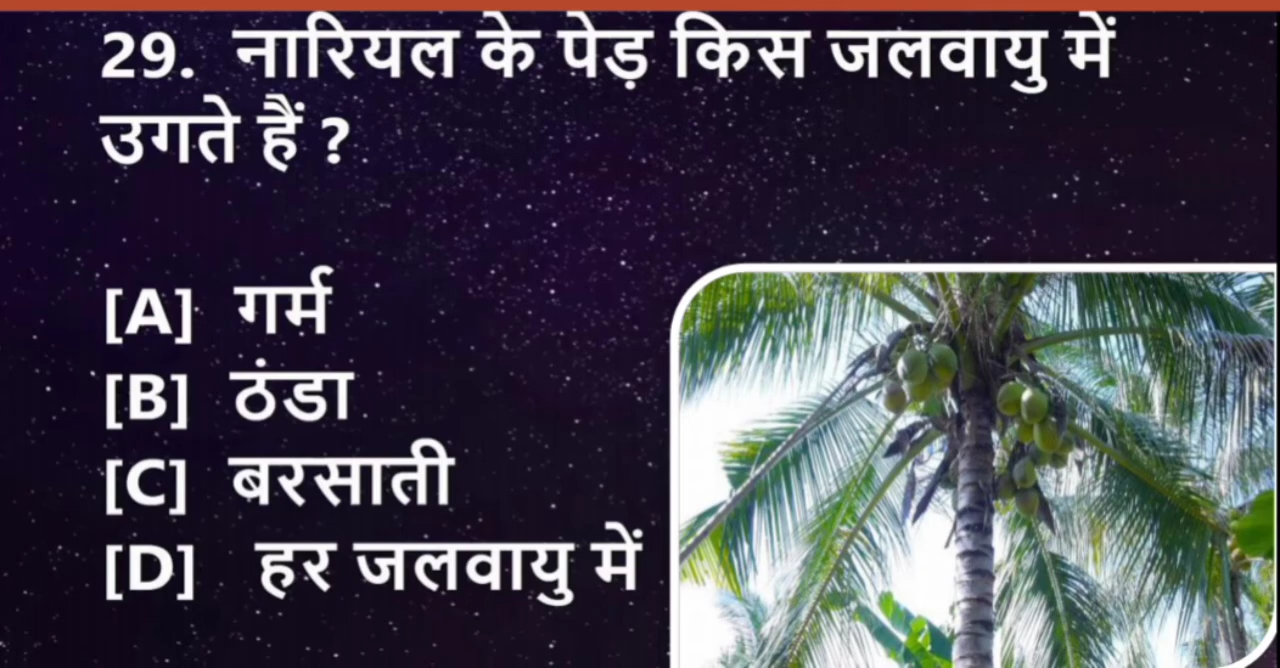 29. नारियल के पेड़ किस जलवायु में
उगते हैं ?
[A] गर्म
[B] ठंडा
[C] बरसाती
[D] हर जलवायु में